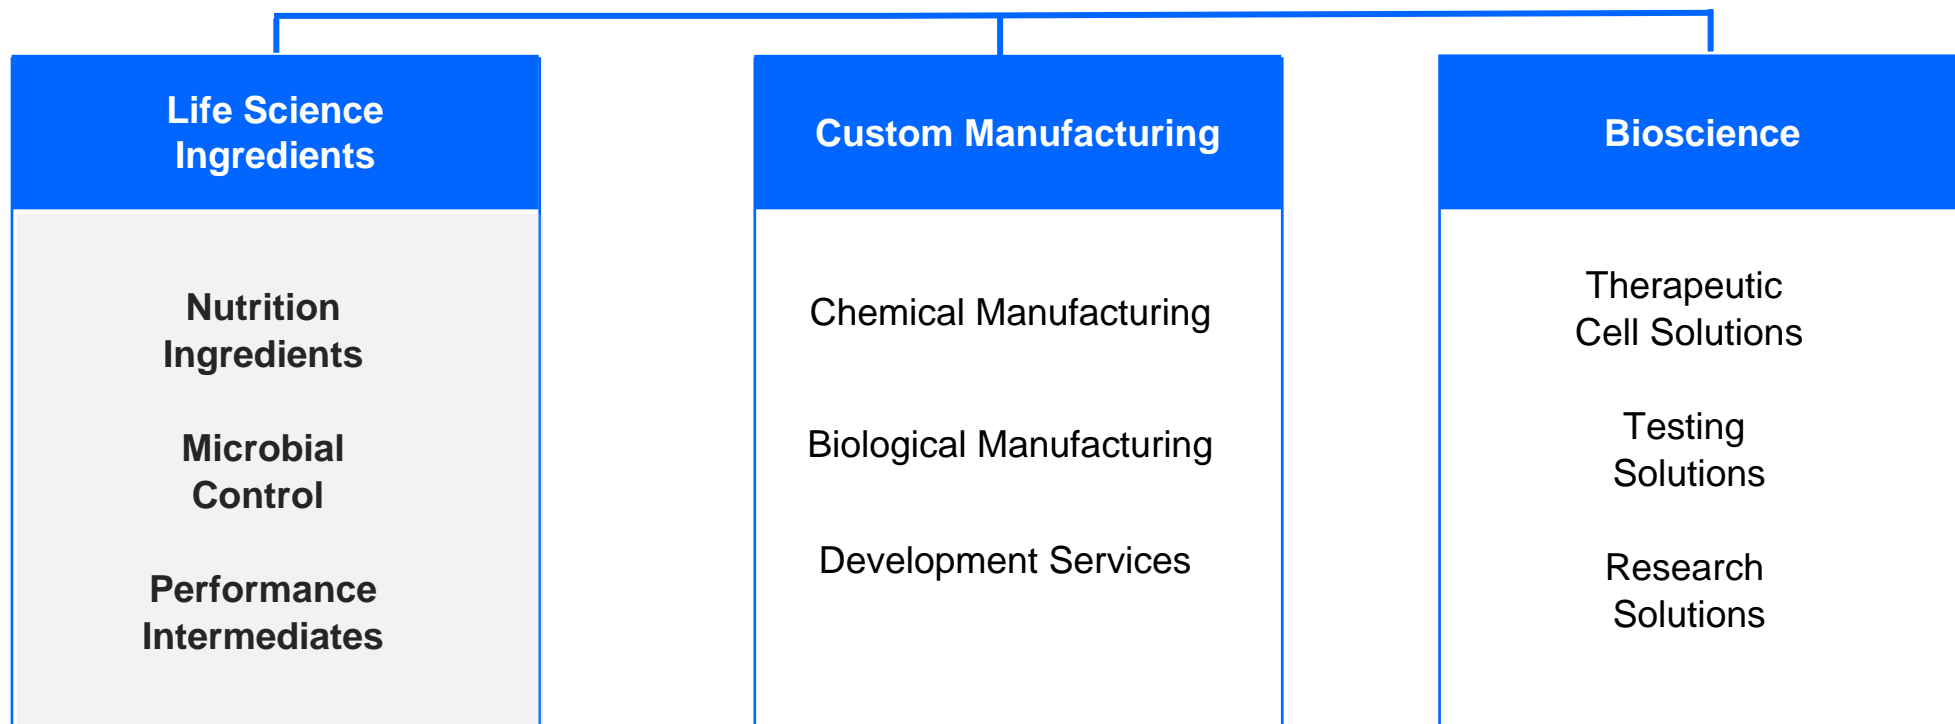 Life Science
Ingredients
Nutrition
Ingredients
Microbial
Control
Performance
Intermediates
Custom Manufacturing
Chemical Manufacturing
Biological Manufacturing
Development Services
Bioscience
Therapeutic
Cell Solutions
Testing
Solutions
Research
Solutions